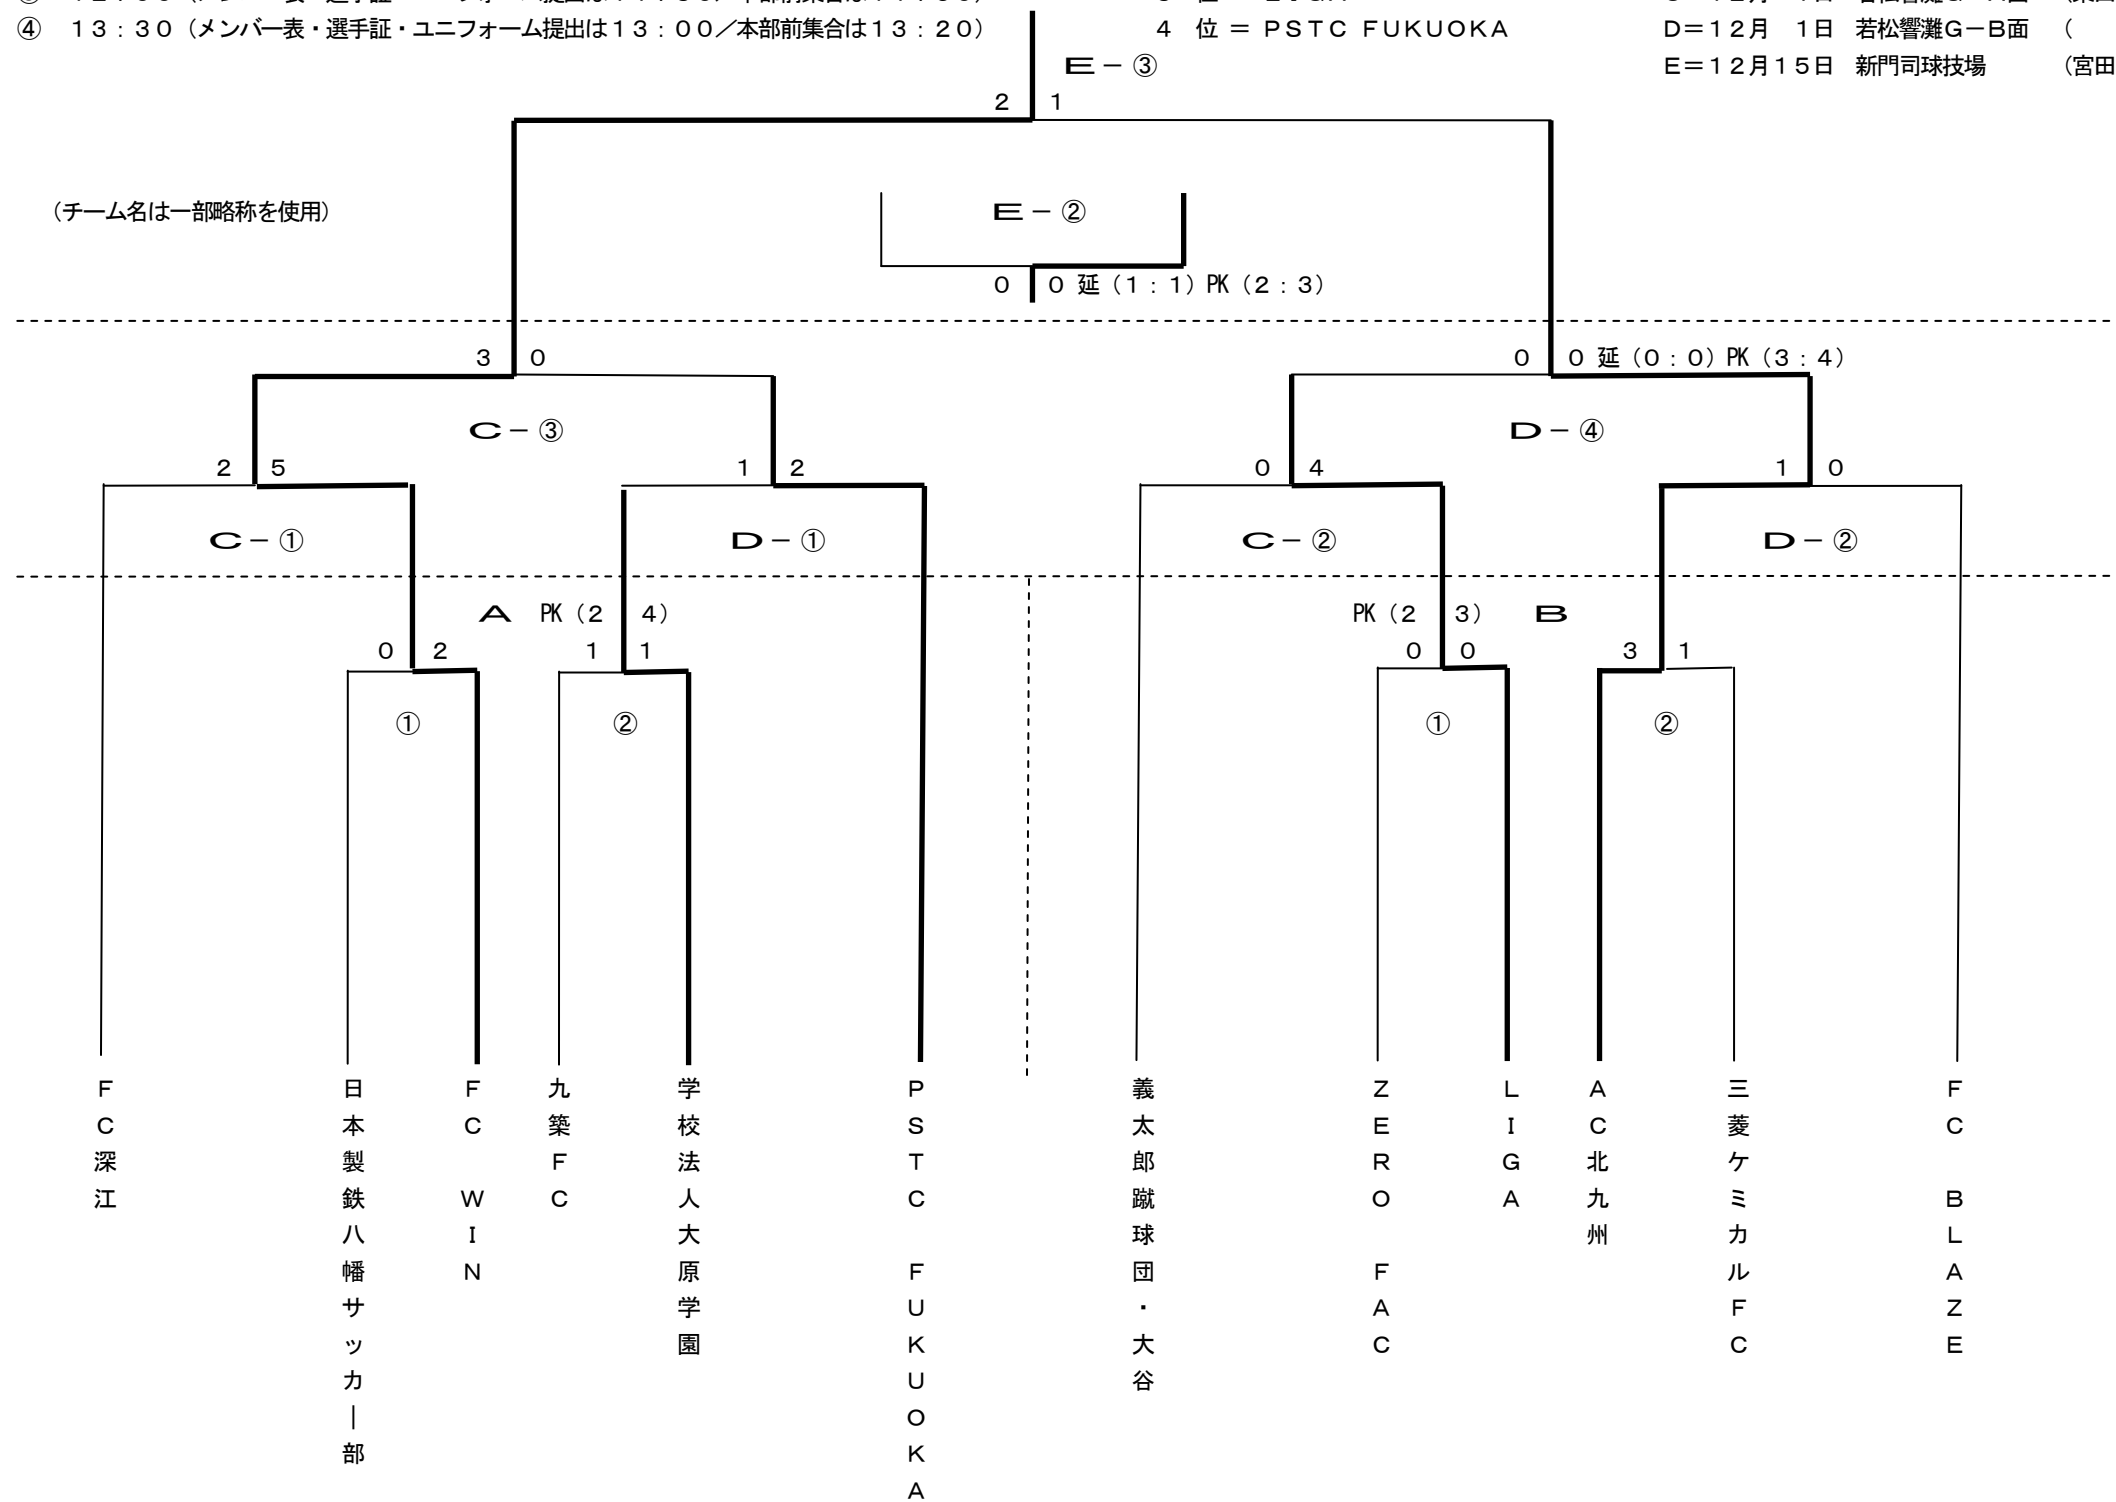 ④　１３：３０（メンバー表・選手証・ユニフォーム提出は１３：００／本部前集合は１３：２０）
４　位 ＝ ＰＳＴＣ ＦＵＫＵＯＫＡ
Ｄ＝１２月　１日　若松響灘Ｇ－Ｂ面　（
Ｅ＝１２月１５日　新門司球技場　（宮田
Ｅ－③
２　１
（チーム名は一部略称を使用）
Ｅ－②
０　０ 延（１：１）PK（２：３）
３　０
０　０ 延（０：０）PK（３：４）
Ｃ－③
Ｄ－④
２　５
１　２
０　４
１　０
Ｃ－①
Ｄ－①
Ｃ－②
Ｄ－②
Ａ　PK（２　４）
PK（２　３）　Ｂ
０　２
１　１
０　０
３　１
①
②
①
②
ＦＣ深江
日本製鉄八幡サッカー部
ＦＣ　ＷＩＮ
九築ＦＣ
学校法人大原学園
ＰＳＴＣ　ＦＵＫＵＯＫＡ
義太郎蹴球団・大谷
ＺＥＲＯ　ＦＡＣ
ＬＩＧＡ
ＡＣ北九州
三菱ケミカルＦＣ
ＦＣ　ＢＬＡＺＥ